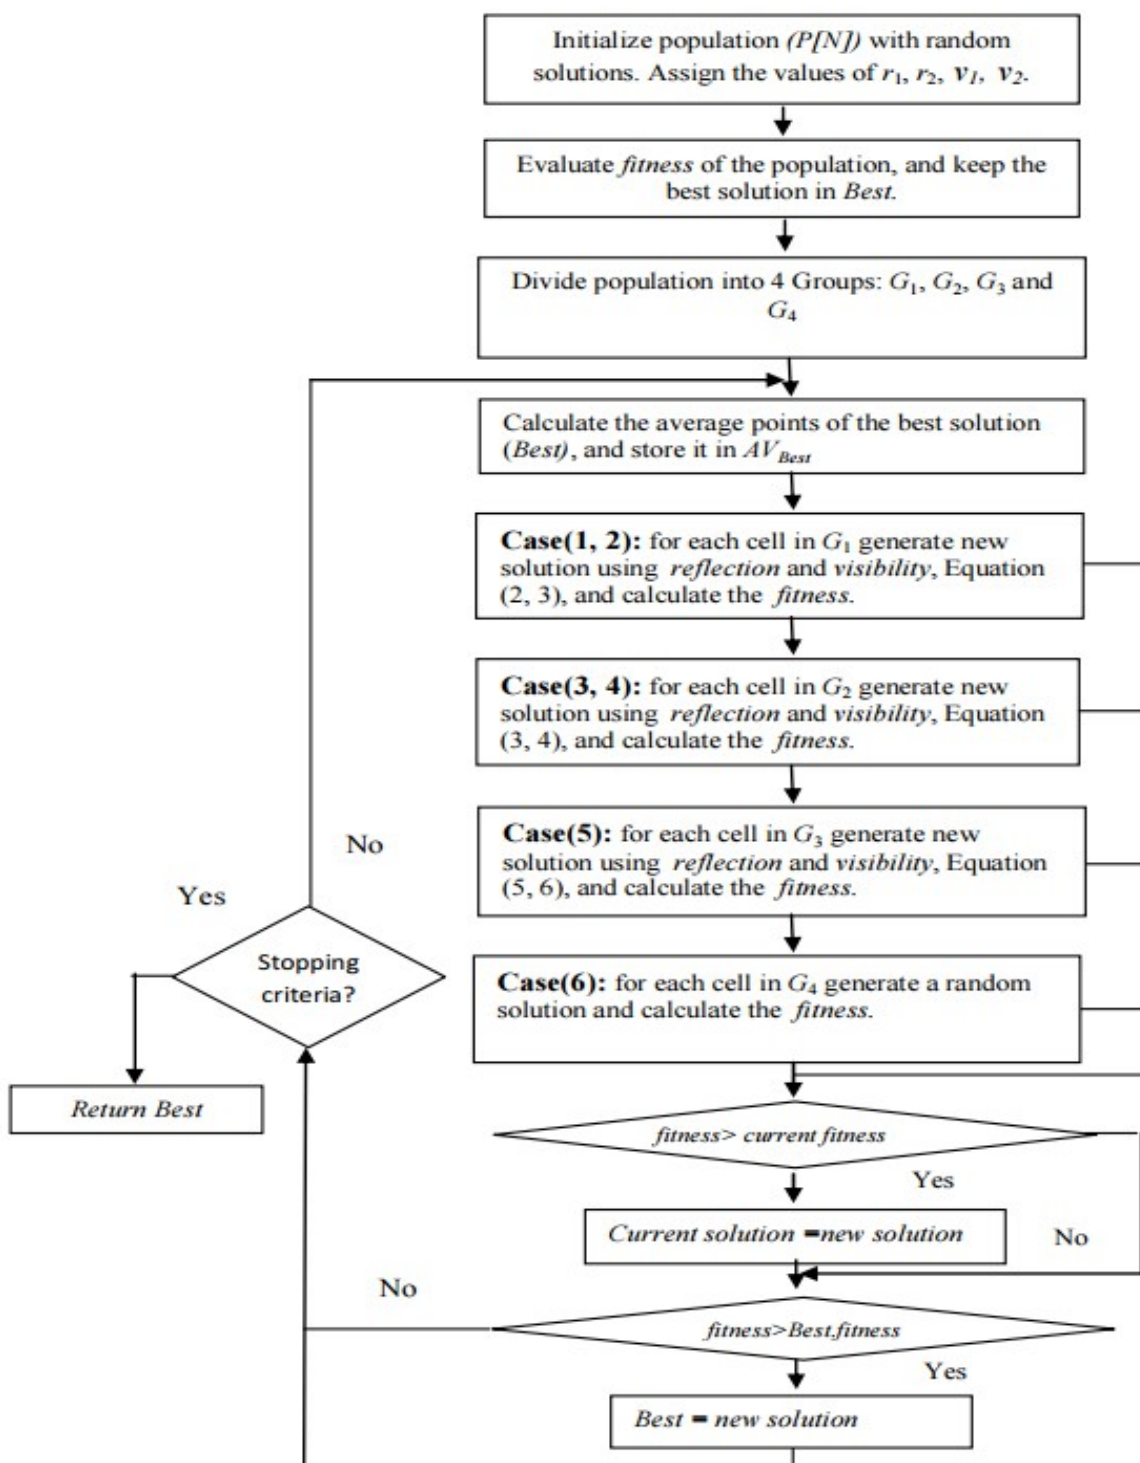 Initialize population (P[N]) with random
solutions. Assign the values of r₁, r₂, v₁, v₂.
Evaluate fitness of the population, and keep the
best solution in Best.
Divide population into 4 Groups: G₁, G₂, G₃ and
G₄
Calculate the average points of the best solution
(Best), and store it in AV_Best
Case(1, 2): for each cell in G₁ generate new
solution using reflection and visibility, Equation
(2, 3), and calculate the fitness.
Case(3, 4): for each cell in G₂ generate new
solution using reflection and visibility, Equation
(3, 4), and calculate the fitness.
Case(5): for each cell in G₃ generate new
solution using reflection and visibility, Equation
(5, 6), and calculate the fitness.
Case(6): for each cell in G₄ generate a random
solution and calculate the fitness.
fitness> current fitness
Yes
Current solution =new solution
No
fitness>Best.fitness
No
Yes
Best = new solution
Stopping
criteria?
No
Yes
Return Best